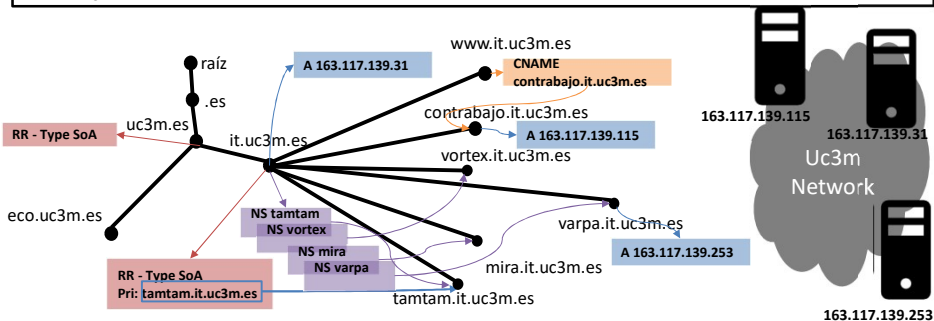 www.it.uc3m.es
raíz
A 163.117.139.31
CNAME
contrabajo.it.uc3m.es
.es
contrabajo.it.uc3m.es
163.117.139.115
uc3m.es
RR - Type SoA
it.uc3m.es
A 163.117.139.115
163.117.139.31
vortex.it.uc3m.es
Uc3m
Network
eco.uc3m.es
NS tamtam
NS vortex
varpa.it.uc3m.es
NS mira
A 163.117.139.253
NS varpa
mira.it.uc3m.es
RR - Type SoA
Pri: tamtam.it.uc3m.es
tamtam.it.uc3m.es
163.117.139.253